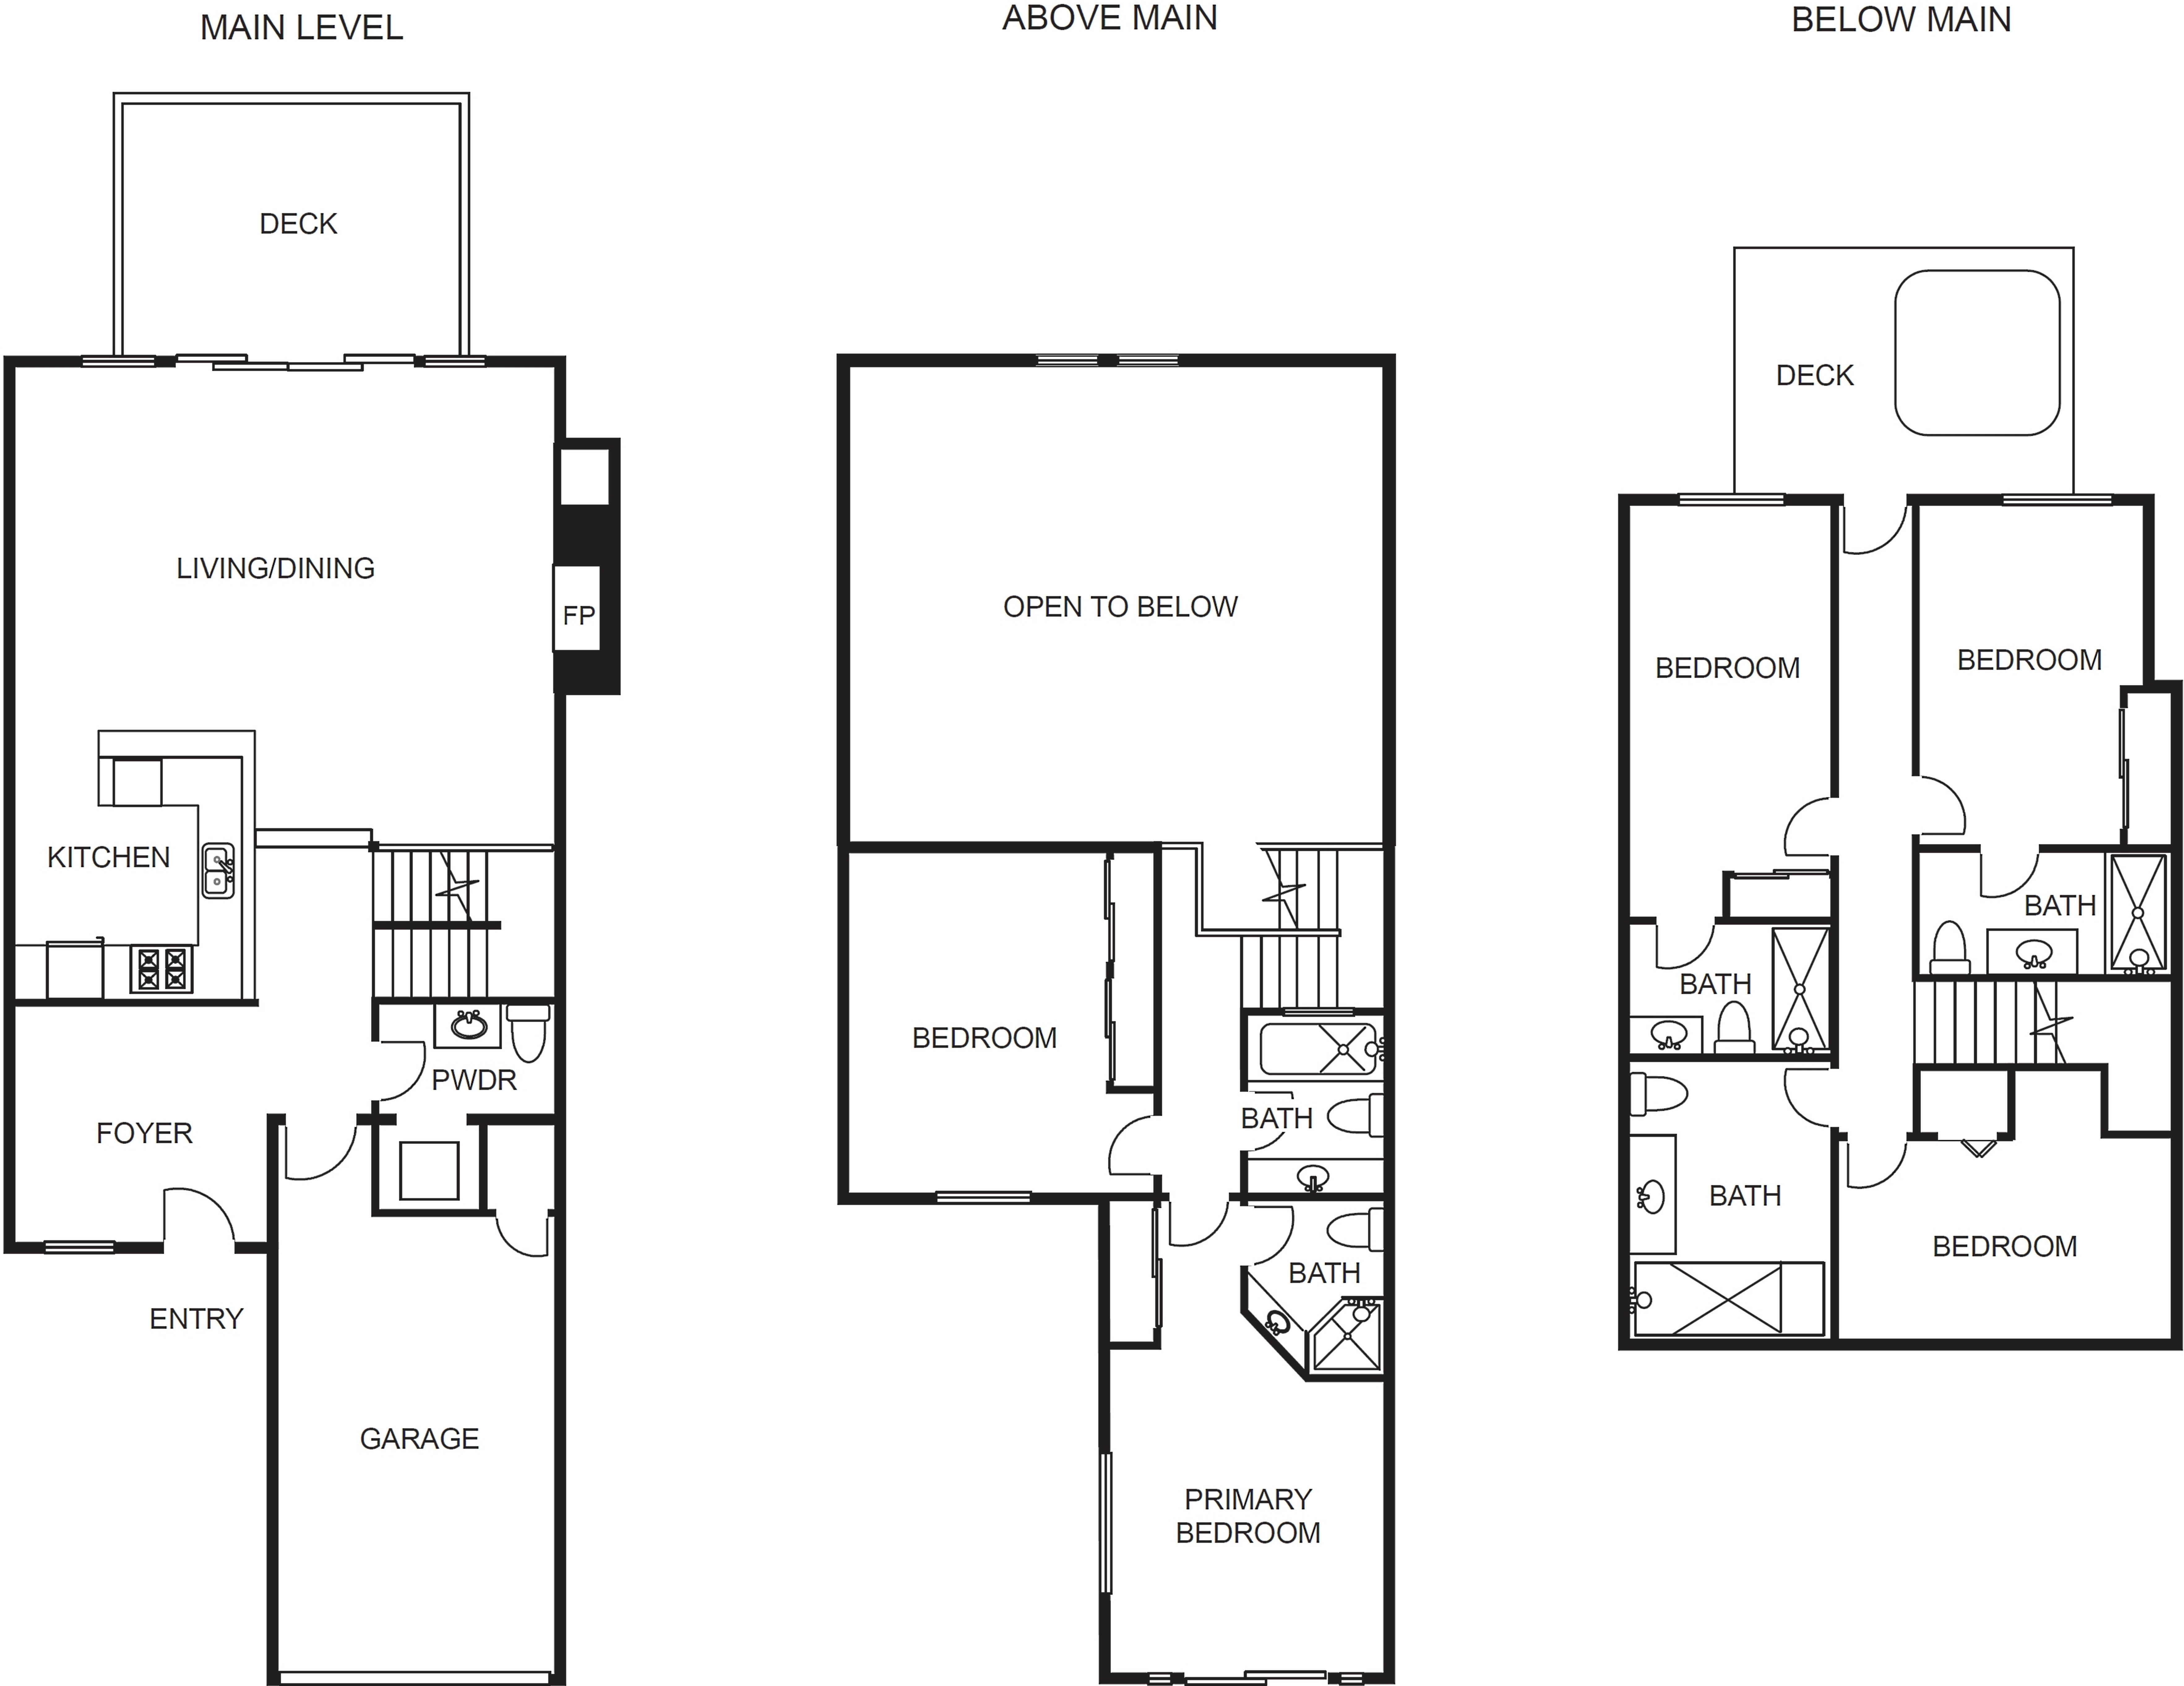 MAIN LEVEL
DECK
LIVING/DINING
FP
KITCHEN
PWDR
FOYER
ENTRY
GARAGE
ABOVE MAIN
OPEN TO BELOW
BEDROOM
BATH
BATH
PRIMARY
BEDROOM
BELOW MAIN
DECK
BEDROOM
BEDROOM
BATH
BATH
BATH
BEDROOM